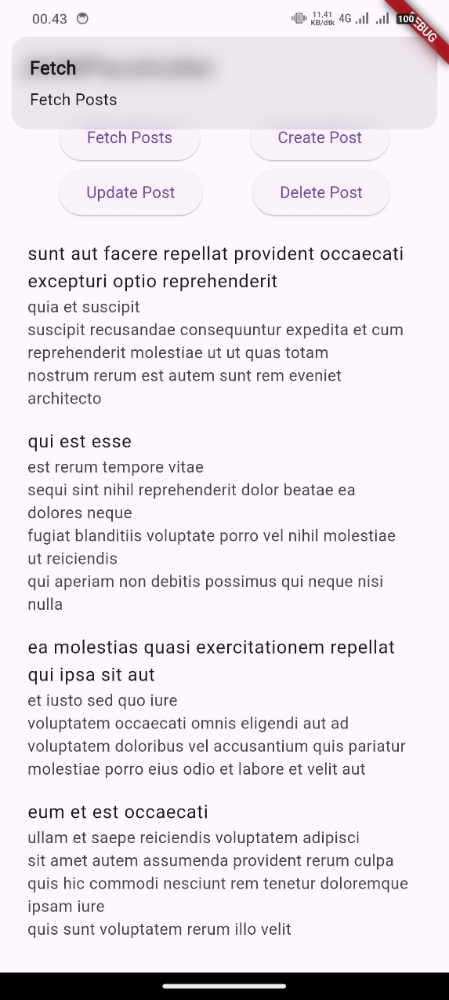 00.43
11,41
KB/dtk
4G
100
DEBUG
Fetch
Fetch Posts
Fetch Posts
Create Post
Update Post
Delete Post
sunt aut facere repellat provident occaecati
excepturi optio reprehenderit
quia et suscipit
suscipit recusandae consequuntur expedita et cum
reprehenderit molestiae ut ut quas totam
nostrum rerum est autem sunt rem eveniet
architecto
qui est esse
est rerum tempore vitae
sequi sint nihil reprehenderit dolor beatae ea
dolores neque
fugiat blanditiis voluptate porro vel nihil molestiae
ut reiciendis
qui aperiam non debitis possimus qui neque nisi
nulla
ea molestias quasi exercitationem repellat
qui ipsa sit aut
et iusto sed quo iure
voluptatem occaecati omnis eligendi aut ad
voluptatem doloribus vel accusantium quis pariatur
molestiae porro eius odio et labore et velit aut
eum et est occaecati
ullam et saepe reiciendis voluptatem adipisci
sit amet autem assumenda provident rerum culpa
quis hic commodi nesciunt rem tenetur doloremque
ipsam iure
quis sunt voluptatem rerum illo velit